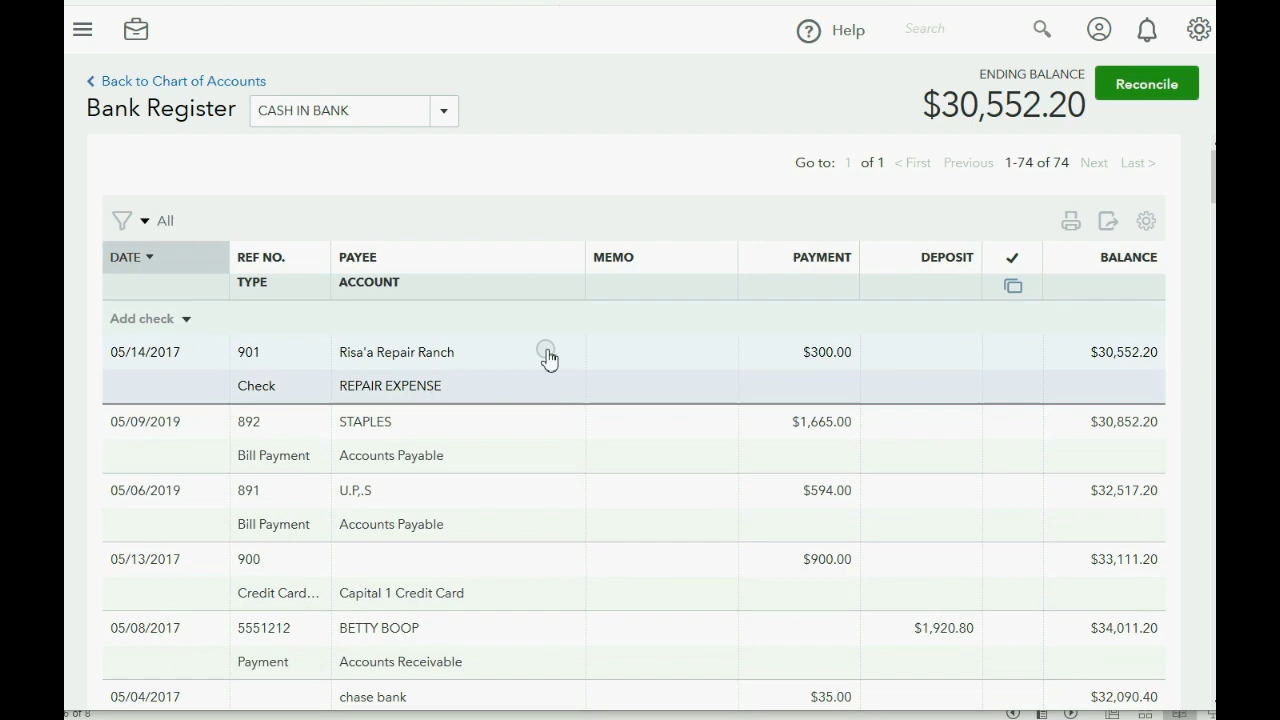 Help Search
Back to Chart of Accounts
ENDING BALANCE
Bank Register CASH IN BANK
$30,552.20 Reconcile
Go to: 1 of 1 < First Previous 1-74 of 74 Next Last >
All
DATE REF NO. PAYEE MEMO PAYMENT DEPOSIT ✓ BALANCE
TYPE ACCOUNT
Add check
05/14/2017 901 Risa'a Repair Ranch $300.00 $30,552.20
Check REPAIR EXPENSE
05/09/2019 892 STAPLES $1,665.00 $30,852.20
Bill Payment Accounts Payable
05/06/2019 891 U.P,.S $594.00 $32,517.20
Bill Payment Accounts Payable
05/13/2017 900 $900.00 $33,111.20
Credit Card... Capital 1 Credit Card
05/08/2017 5551212 BETTY BOOP $1,920.80 $34,011.20
Payment Accounts Receivable
05/04/2017 chase bank $35.00 $32,090.40
of 8